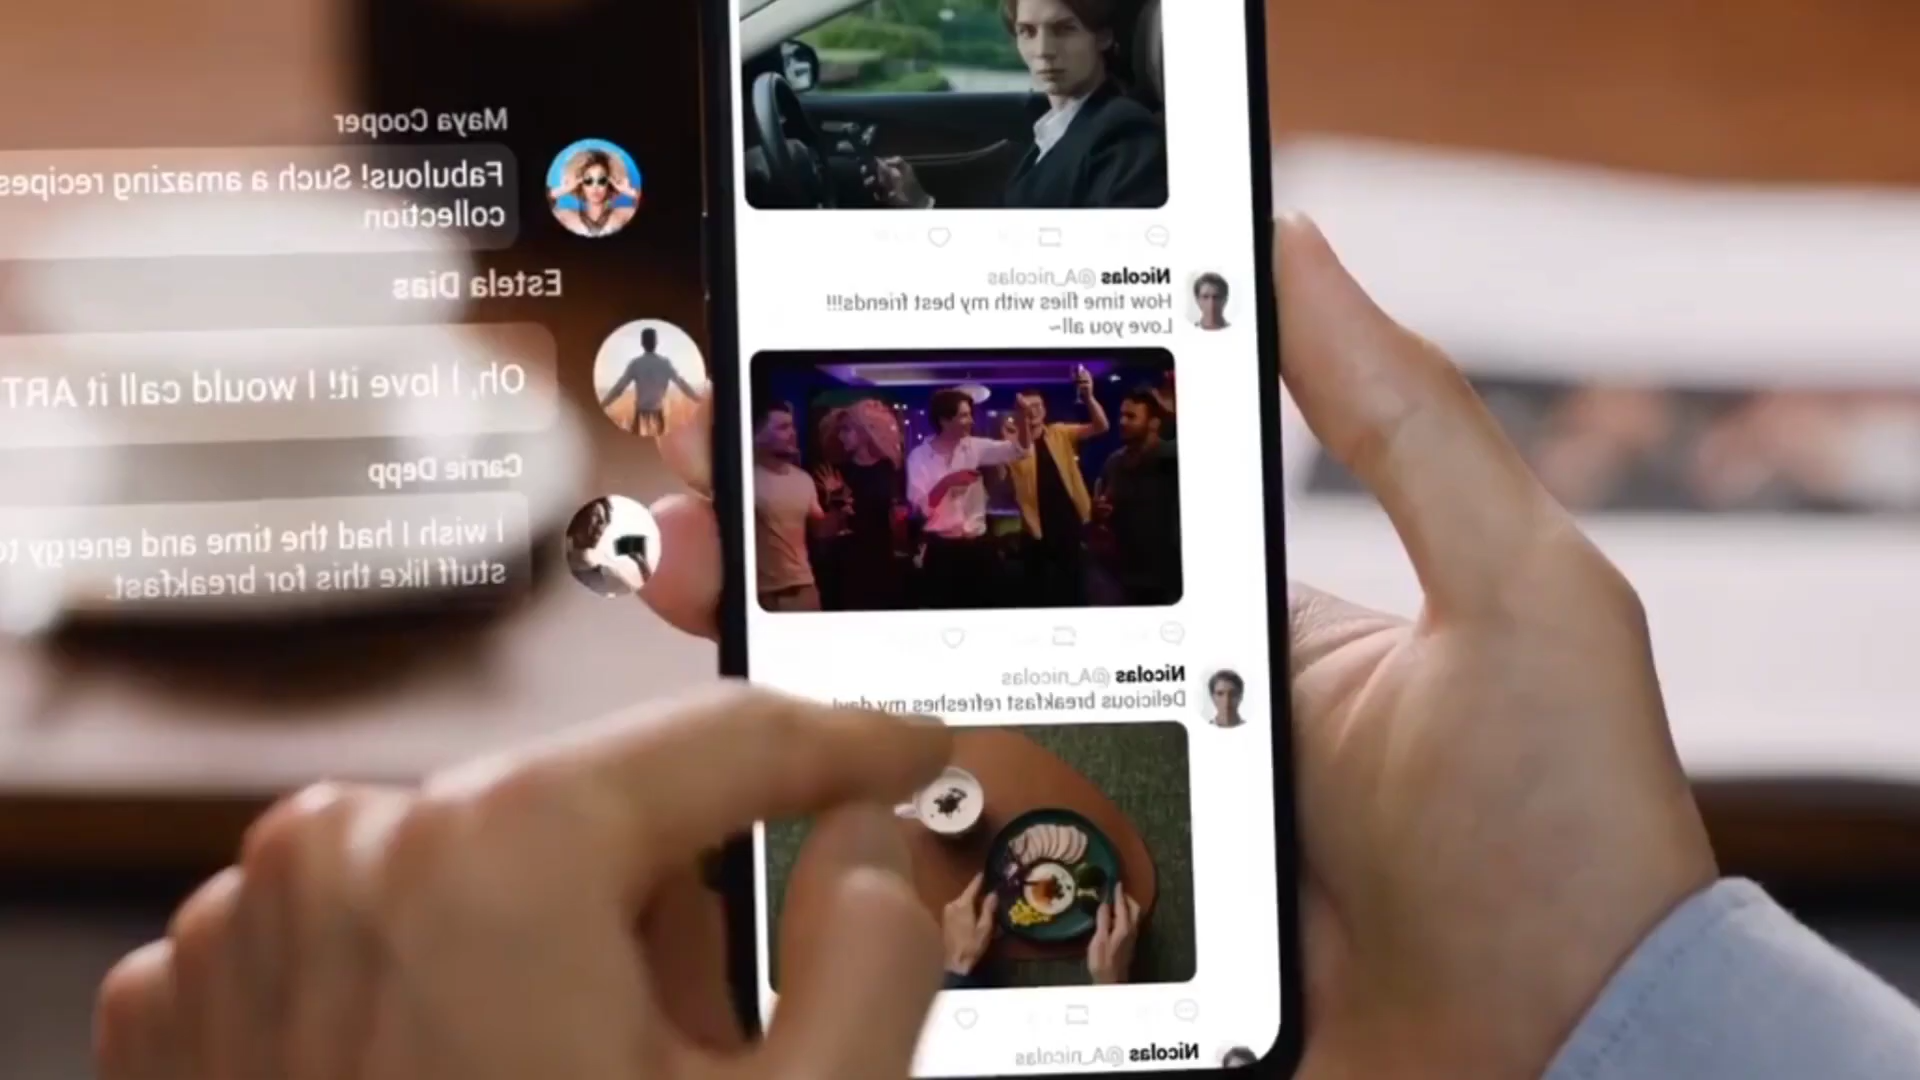 Maya Cooper
Fabulous! Such a amazing recipes
collection
Estela Dias
Oh, I love it! I would call it ART
Carrie Depp
I wish I had the time and energy to
stuff like this for breakfast.
Nicolas @A_nicolas
How time flies with my best friends!!!
Love you all~
Nicolas @A_nicolas
Delicious breakfast refreshes my day!
Nicolas @A_nicolas